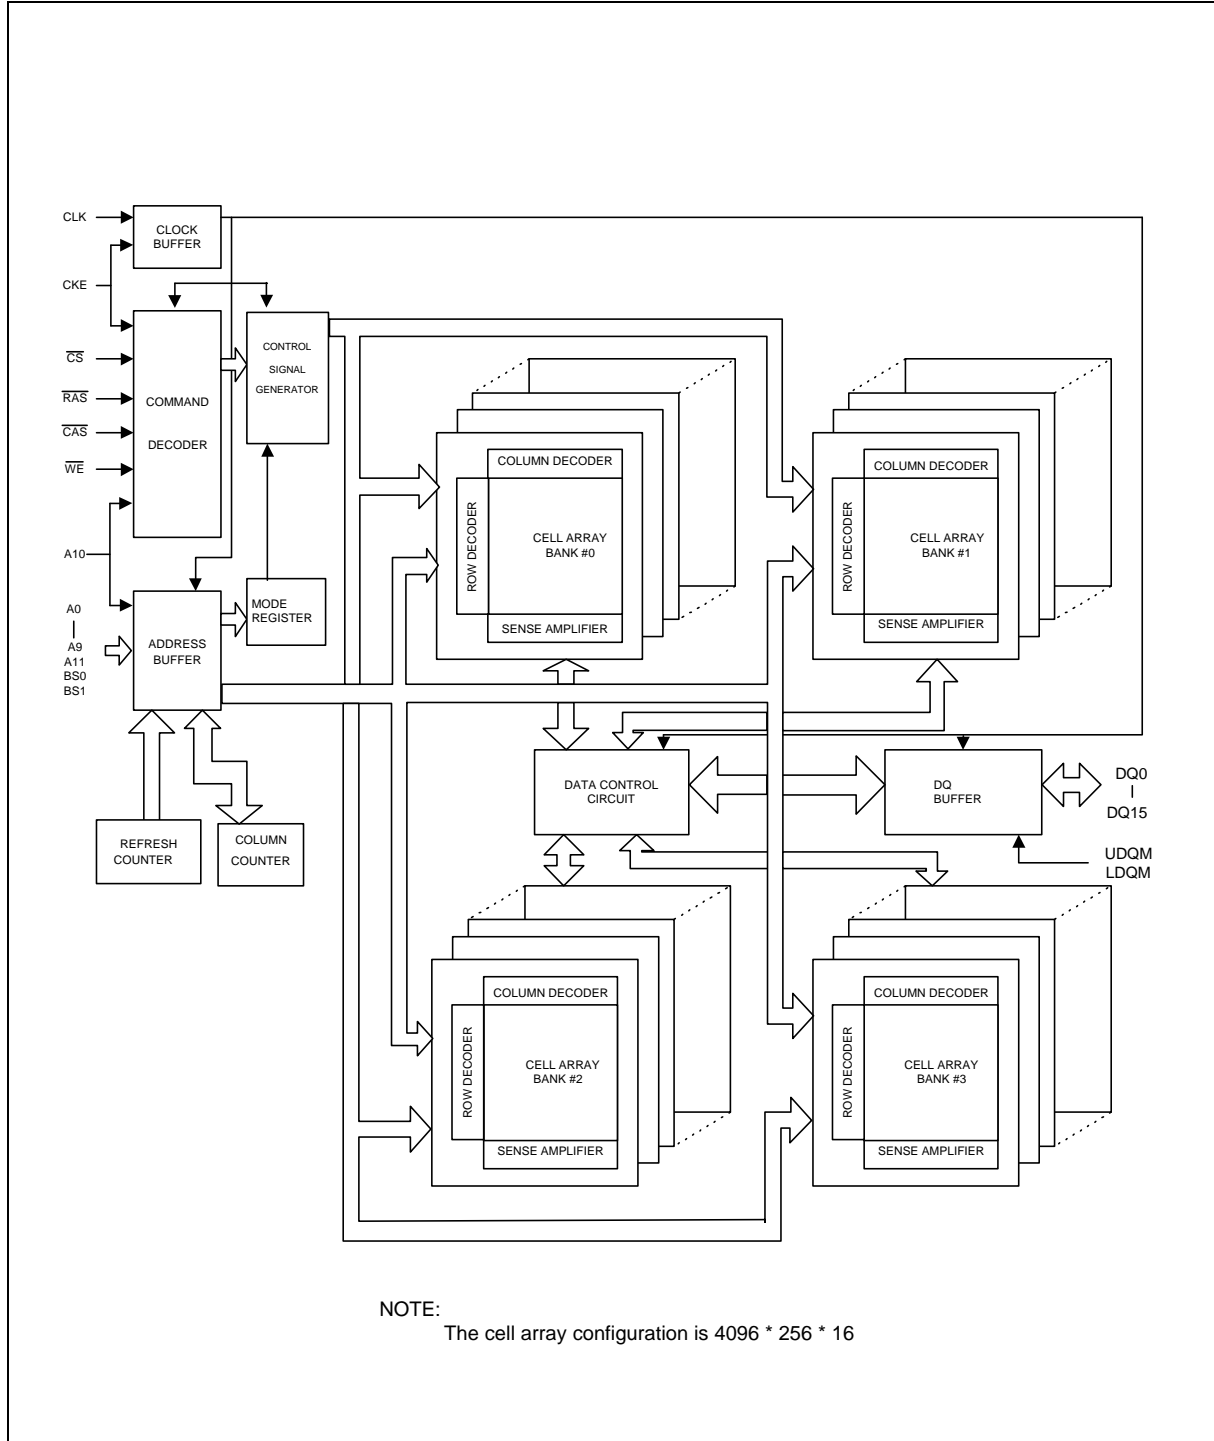 CLK
CLOCK
BUFFER
CKE
CS
RAS
CAS
WE
A10
COMMAND
DECODER
CONTROL
SIGNAL
GENERATOR
A0
A9
A11
BS0
BS1
ADDRESS
BUFFER
MODE
REGISTER
REFRESH
COUNTER
COLUMN
COUNTER
COLUMN DECODER
ROW DECODER
CELL ARRAY
BANK #0
SENSE AMPLIFIER
COLUMN DECODER
ROW DECODER
CELL ARRAY
BANK #1
SENSE AMPLIFIER
DATA CONTROL
CIRCUIT
DQ
BUFFER
DQ0
DQ15
UDQM
LDQM
COLUMN DECODER
ROW DECODER
CELL ARRAY
BANK #2
SENSE AMPLIFIER
COLUMN DECODER
ROW DECODER
CELL ARRAY
BANK #3
SENSE AMPLIFIER
NOTE:
The cell array configuration is 4096 * 256 * 16